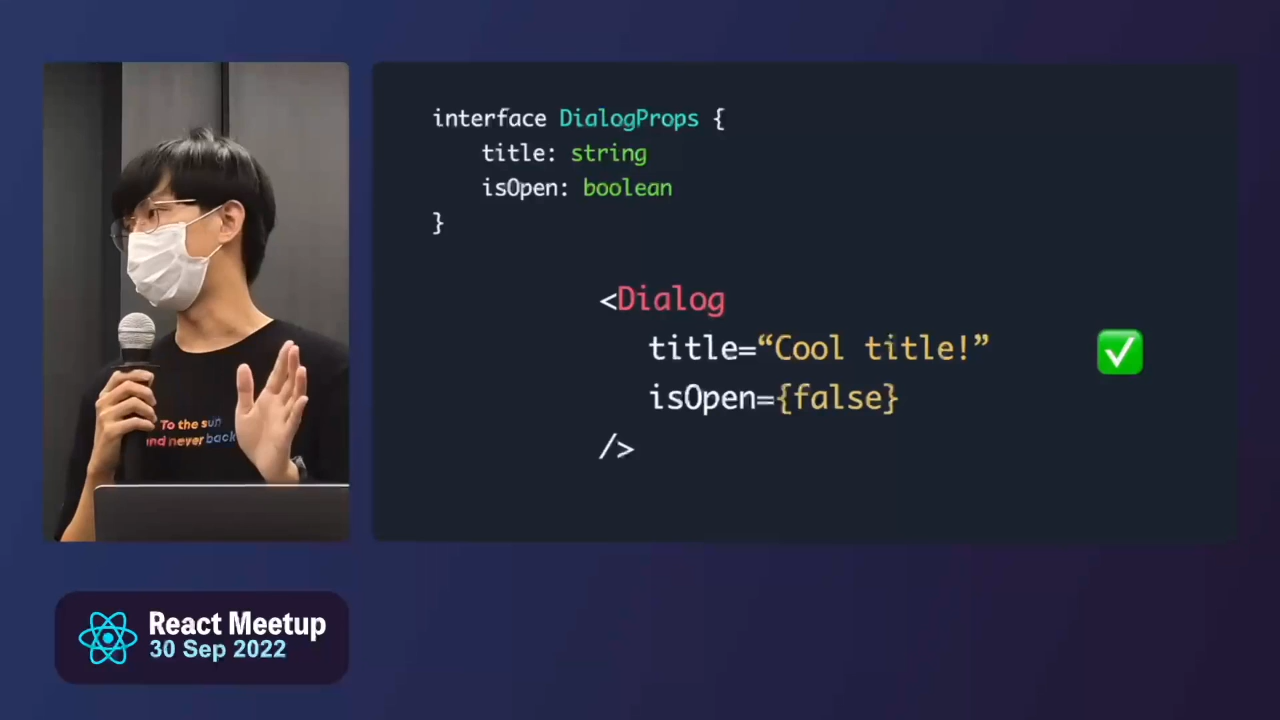 interface DialogProps {
title: string
isOpen: boolean
}
<Dialog
title=“Cool title!”
isOpen={false}
/>
To the sun
and never back
React Meetup
30 Sep 2022